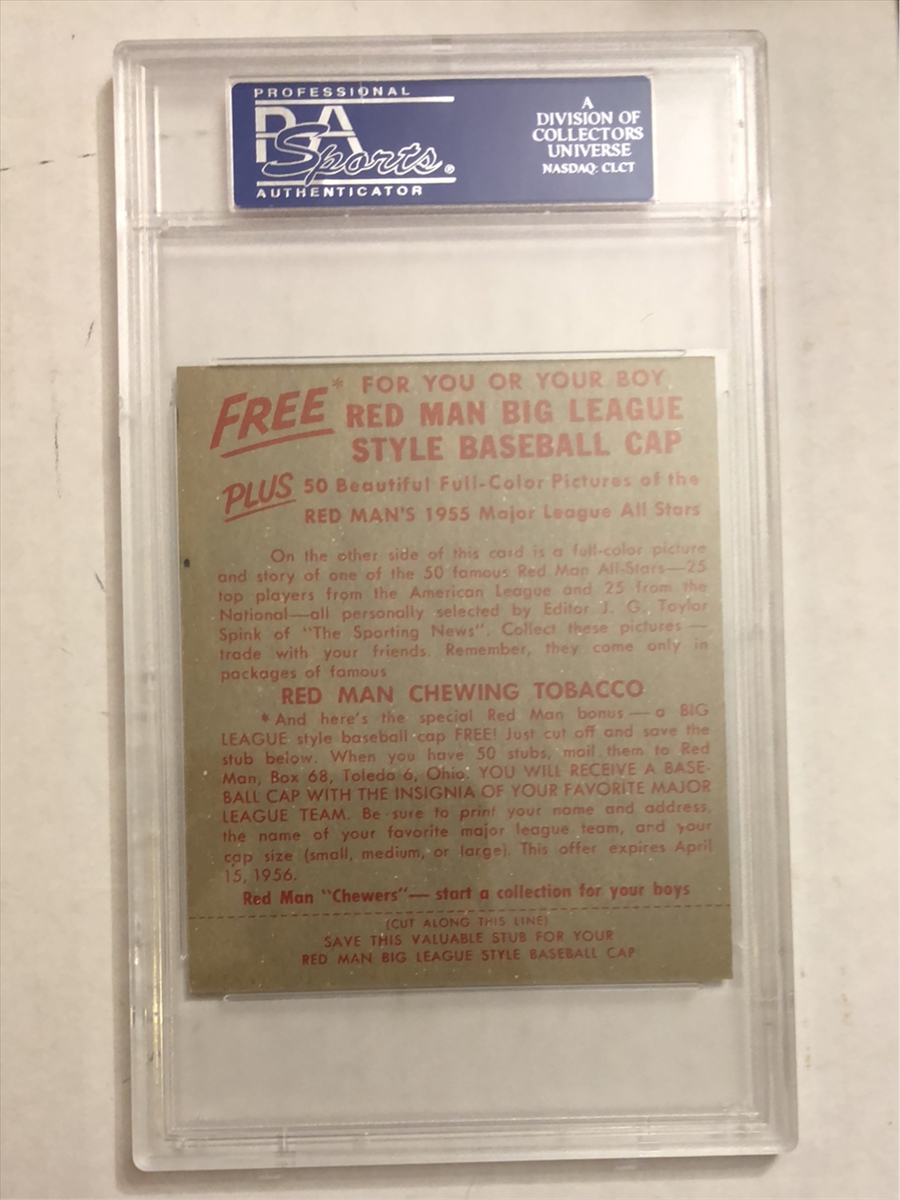 PROFESSIONAL
PSA
Sports®
AUTHENTICATOR
A
DIVISION OF
COLLECTORS
UNIVERSE
NASDAQ: CLCT
FREE* FOR YOU OR YOUR BOY
RED MAN BIG LEAGUE
STYLE BASEBALL CAP
PLUS 50 Beautiful Full-Color Pictures of the
RED MAN'S 1955 Major League All Stars
On the other side of this card is a full-color picture
and story of one of the 50 famous Red Man All-Stars—25
top players from the American League and 25 from the
National—all personally selected by Editor J. G. Taylor
Spink of "The Sporting News". Collect these pictures —
trade with your friends. Remember, they come only in
packages of famous
RED MAN CHEWING TOBACCO
*And here's the special Red Man bonus — a BIG
LEAGUE style baseball cap FREE! Just cut off and save the
stub below. When you have 50 stubs, mail them to Red
Man, Box 68, Toledo 6, Ohio. YOU WILL RECEIVE A BASE-
BALL CAP WITH THE INSIGNIA OF YOUR FAVORITE MAJOR
LEAGUE TEAM. Be sure to print your name and address,
the name of your favorite major league team, and your
cap size (small, medium, or large). This offer expires April
15, 1956.
Red Man "Chewers"— start a collection for your boys
(CUT ALONG THIS LINE)
SAVE THIS VALUABLE STUB FOR YOUR
RED MAN BIG LEAGUE STYLE BASEBALL CAP